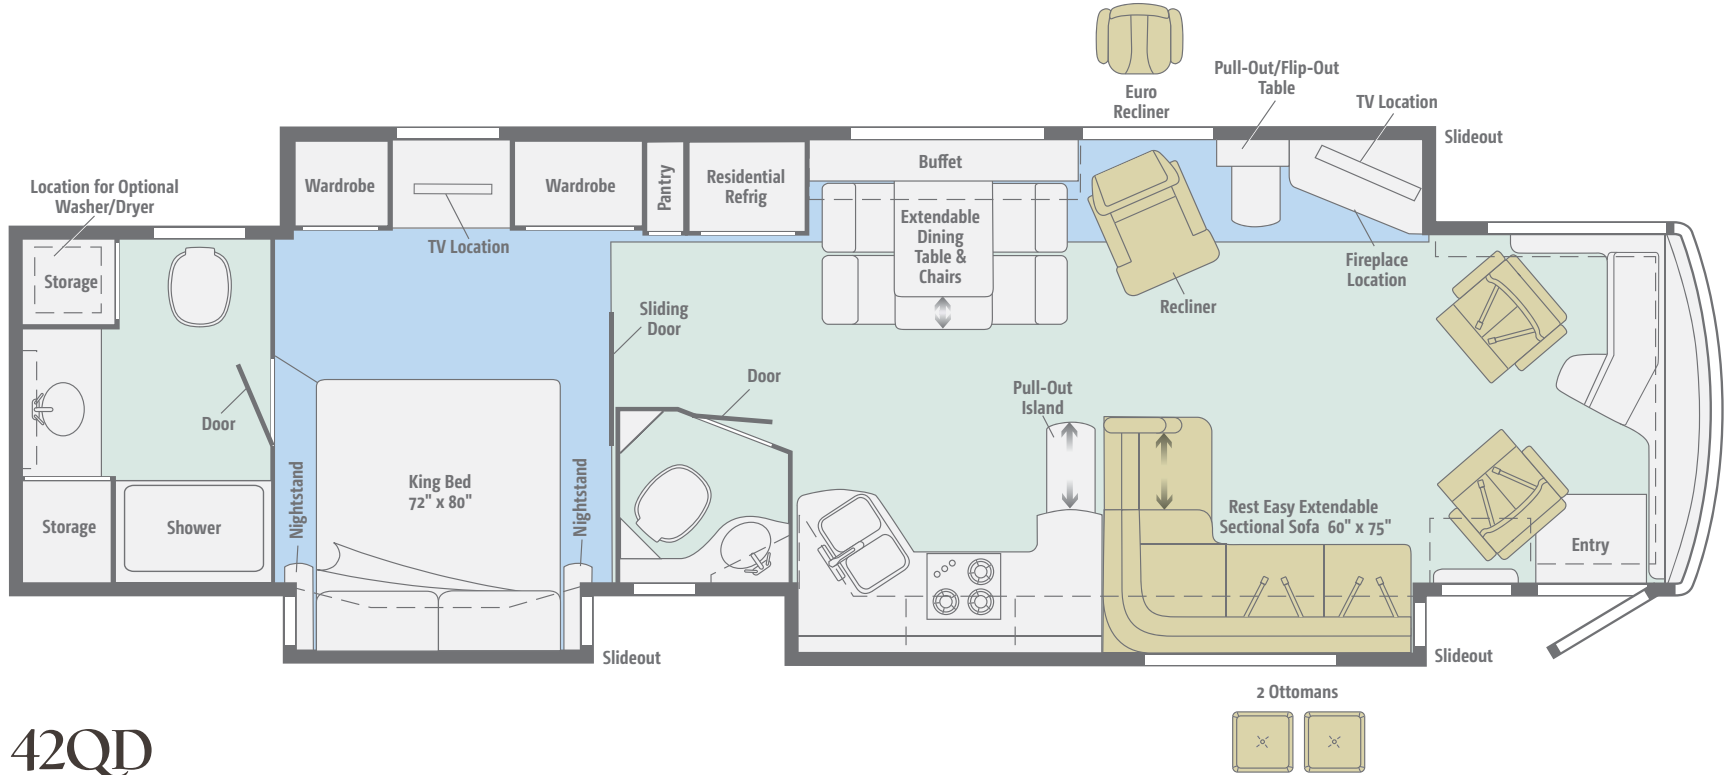 Euro
Recliner
Pull-Out/Flip-Out
Table
TV Location
Slideout
Location for Optional
Washer/Dryer
Wardrobe
Wardrobe
Pantry
Residential
Refrig
Buffet
TV Location
Storage
Extendable
Dining
Table &
Chairs
Fireplace
Location
Recliner
Sliding
Door
Door
Door
Pull-Out
Island
Nightstand
King Bed
72" x 80"
Nightstand
Storage
Shower
Rest Easy Extendable
Sectional Sofa 60" x 75"
Entry
Slideout
Slideout
2 Ottomans
42QD